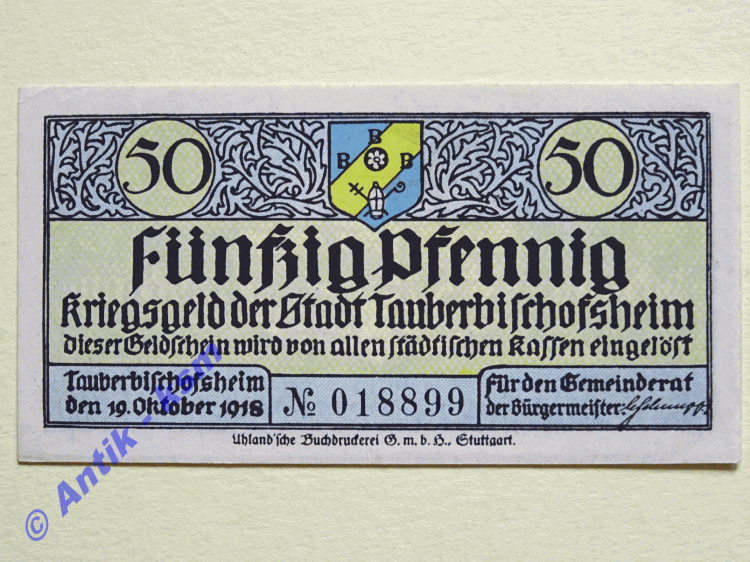 50 50
B
B B
Fünfzig Pfennig
Kriegsgeld der Stadt Tauberbischofsheim
dieser Geldschein wird von allen städtischen Kassen eingelöst
Tauberbischofsheim
den 19. Oktober 1918
№ 018899
für den Gemeinderat
der Bürgermeister
Uhland'sche Buchdruckerei G. m. b. H., Stuttgart.
© Antik - ksm